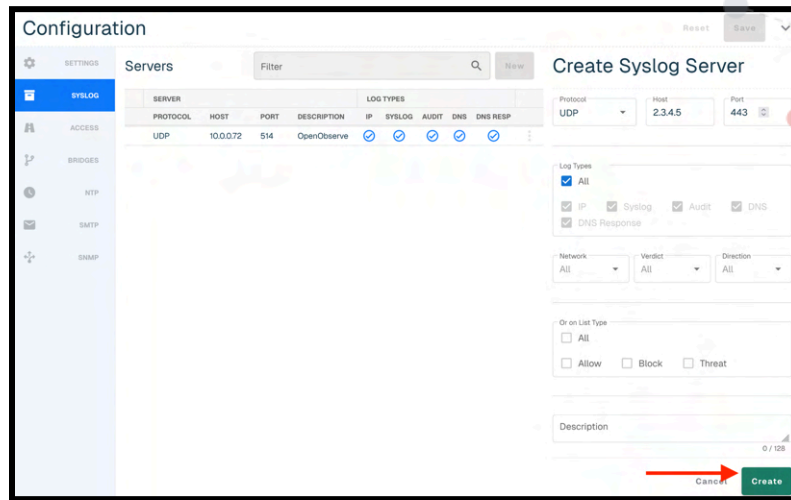 Configuration
Reset Save
SETTINGS
SYSLOG
ACCESS
BRIDGES
NTP
SMTP
SNMP
Servers
Filter
New
SERVER LOG TYPES
PROTOCOL HOST PORT DESCRIPTION IP SYSLOG AUDIT DNS DNS RESP
UDP 10.0.0.72 514 OpenObserve
Create Syslog Server
Protocol Host Port
UDP 2.3.4.5 443
Log Types
All
IP Syslog Audit DNS
DNS Response
Network Verdict Direction
All All All
Or on List Type
All
Allow Block Threat
Description
0 / 128
Cancel Create